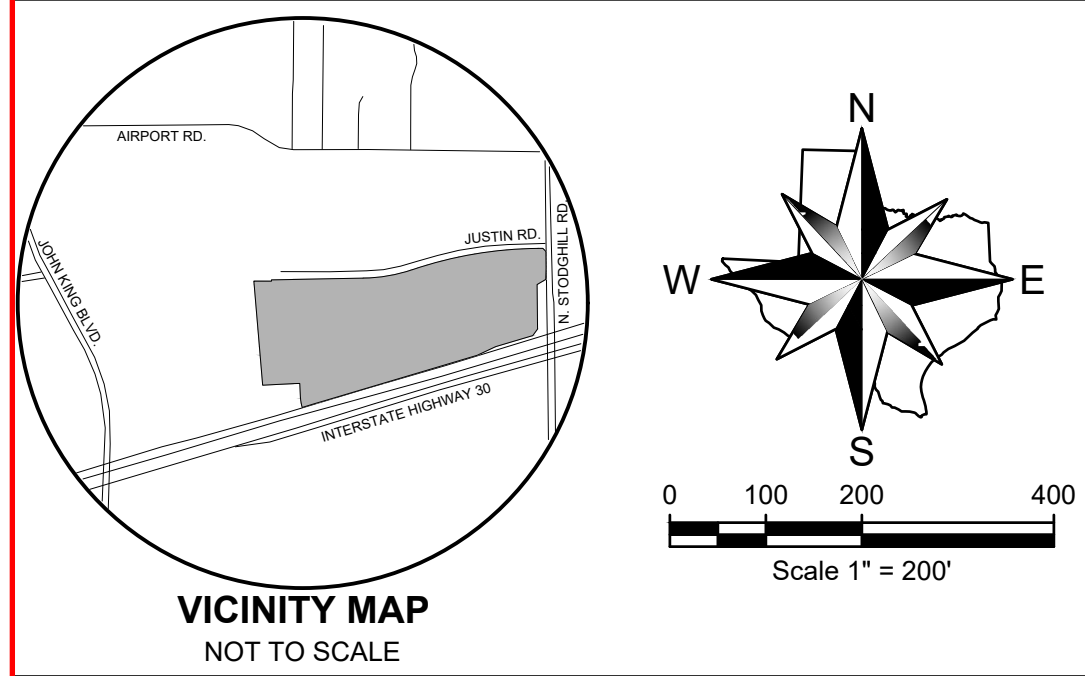 AIRPORT RD.
JOHN KING BLVD.
JUSTIN RD.
N. STODGHILL RD.
INTERSTATE HIGHWAY 30
VICINITY MAP
NOT TO SCALE
N
W
E
S
0 100 200 400
Scale 1" = 200'